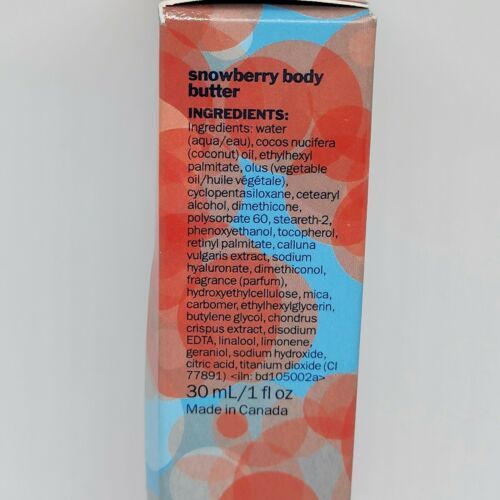 snowberry body
butter
INGREDIENTS:
Ingredients: water
(aqua/eau), cocos nucifera
(coconut) oil, ethylhexyl
palmitate, olus (vegetable
oil/huile végétale),
cyclopentasiloxane, cetearyl
alcohol, dimethicone,
polysorbate 60, steareth-2,
phenoxyethanol, tocopherol,
retinyl palmitate, calluna
vulgaris extract, sodium
hyaluronate, dimethiconol,
fragrance (parfum),
hydroxyethylcellulose, mica,
carbomer, ethylhexylglycerin,
butylene glycol, chondrus
crispus extract, disodium
EDTA, linalool, limonene,
geraniol, sodium hydroxide,
citric acid, titanium dioxide (CI
77891) <iln: bd105002a>
30 mL/1 fl oz
Made in Canada